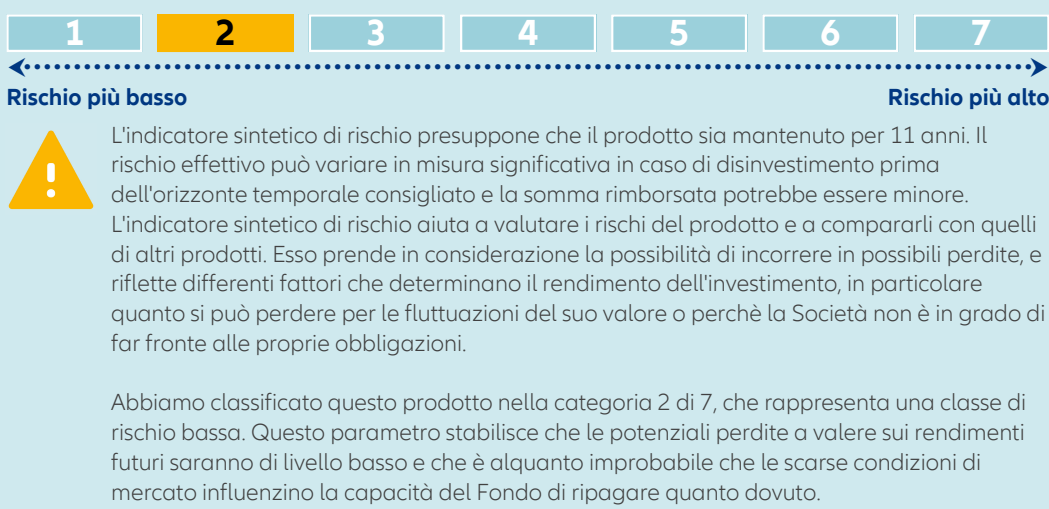 1 2 3 4 5 6 7
Rischio più basso Rischio più alto
L'indicatore sintetico di rischio presuppone che il prodotto sia mantenuto per 11 anni. Il
rischio effettivo può variare in misura significativa in caso di disinvestimento prima
dell'orizzonte temporale consigliato e la somma rimborsata potrebbe essere minore.
L'indicatore sintetico di rischio aiuta a valutare i rischi del prodotto e a compararli con quelli
di altri prodotti. Esso prende in considerazione la possibilità di incorrere in possibili perdite, e
riflette differenti fattori che determinano il rendimento dell'investimento, in particolare
quanto si può perdere per le fluttuazioni del suo valore o perchè la Società non è in grado di
far fronte alle proprie obbligazioni.
Abbiamo classificato questo prodotto nella categoria 2 di 7, che rappresenta una classe di
rischio bassa. Questo parametro stabilisce che le potenziali perdite a valere sui rendimenti
futuri saranno di livello basso e che è alquanto improbabile che le scarse condizioni di
mercato influenzino la capacità del Fondo di ripagare quanto dovuto.